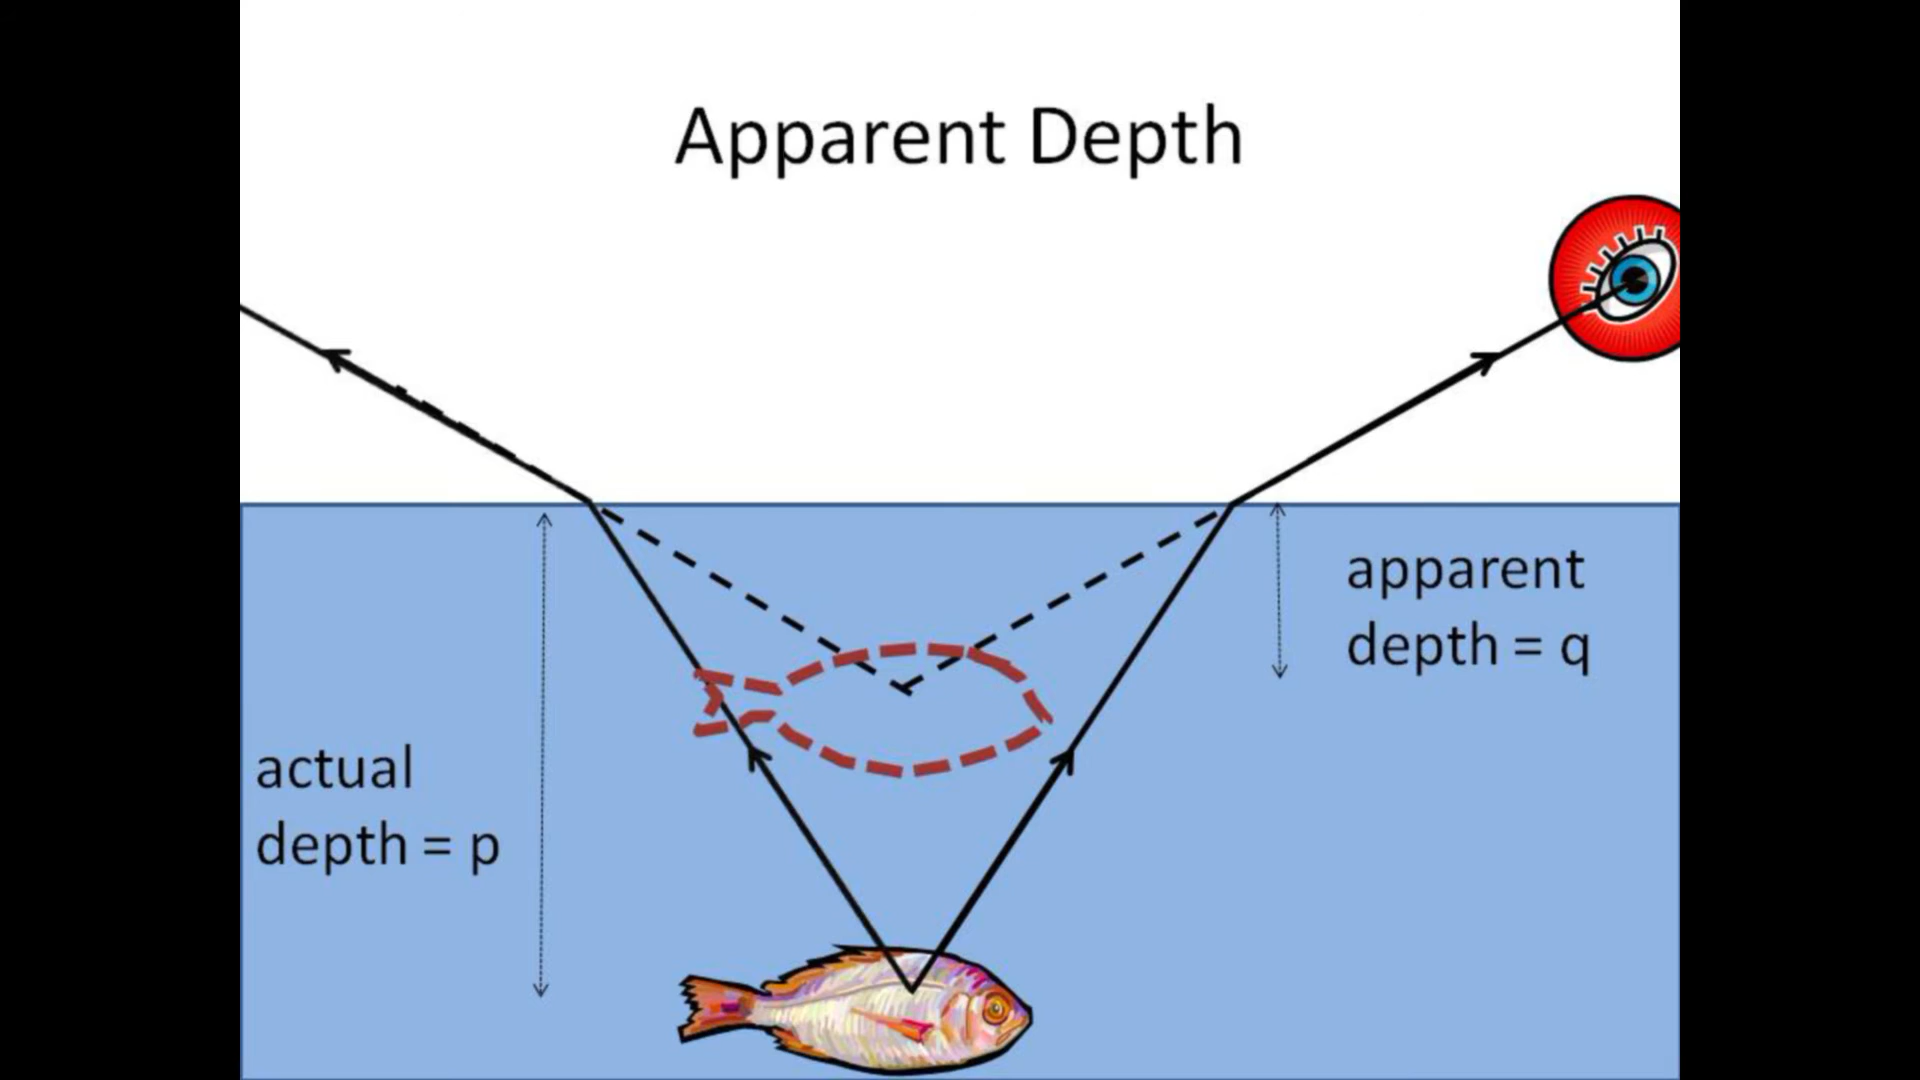 Apparent Depth
apparent
depth = q
actual
depth = p